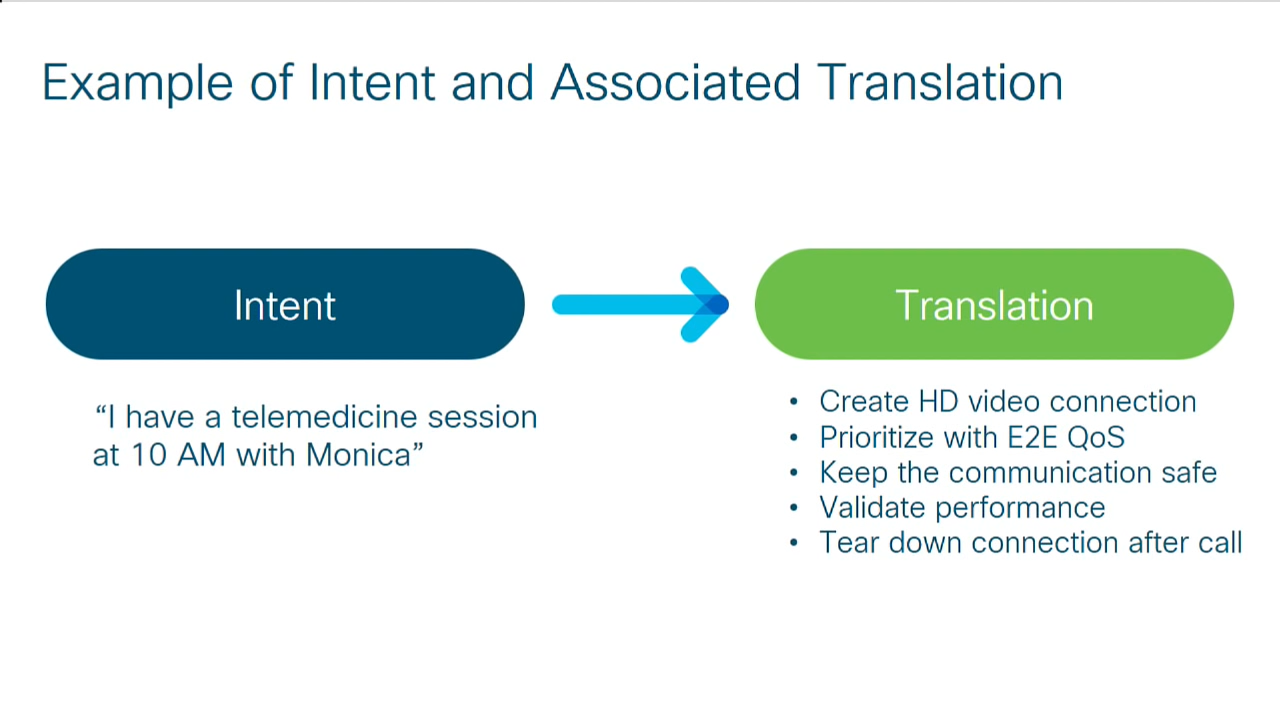 Example of Intent and Associated Translation
Intent
Translation
“I have a telemedicine session
at 10 AM with Monica”
• Create HD video connection
• Prioritize with E2E QoS
• Keep the communication safe
• Validate performance
• Tear down connection after call